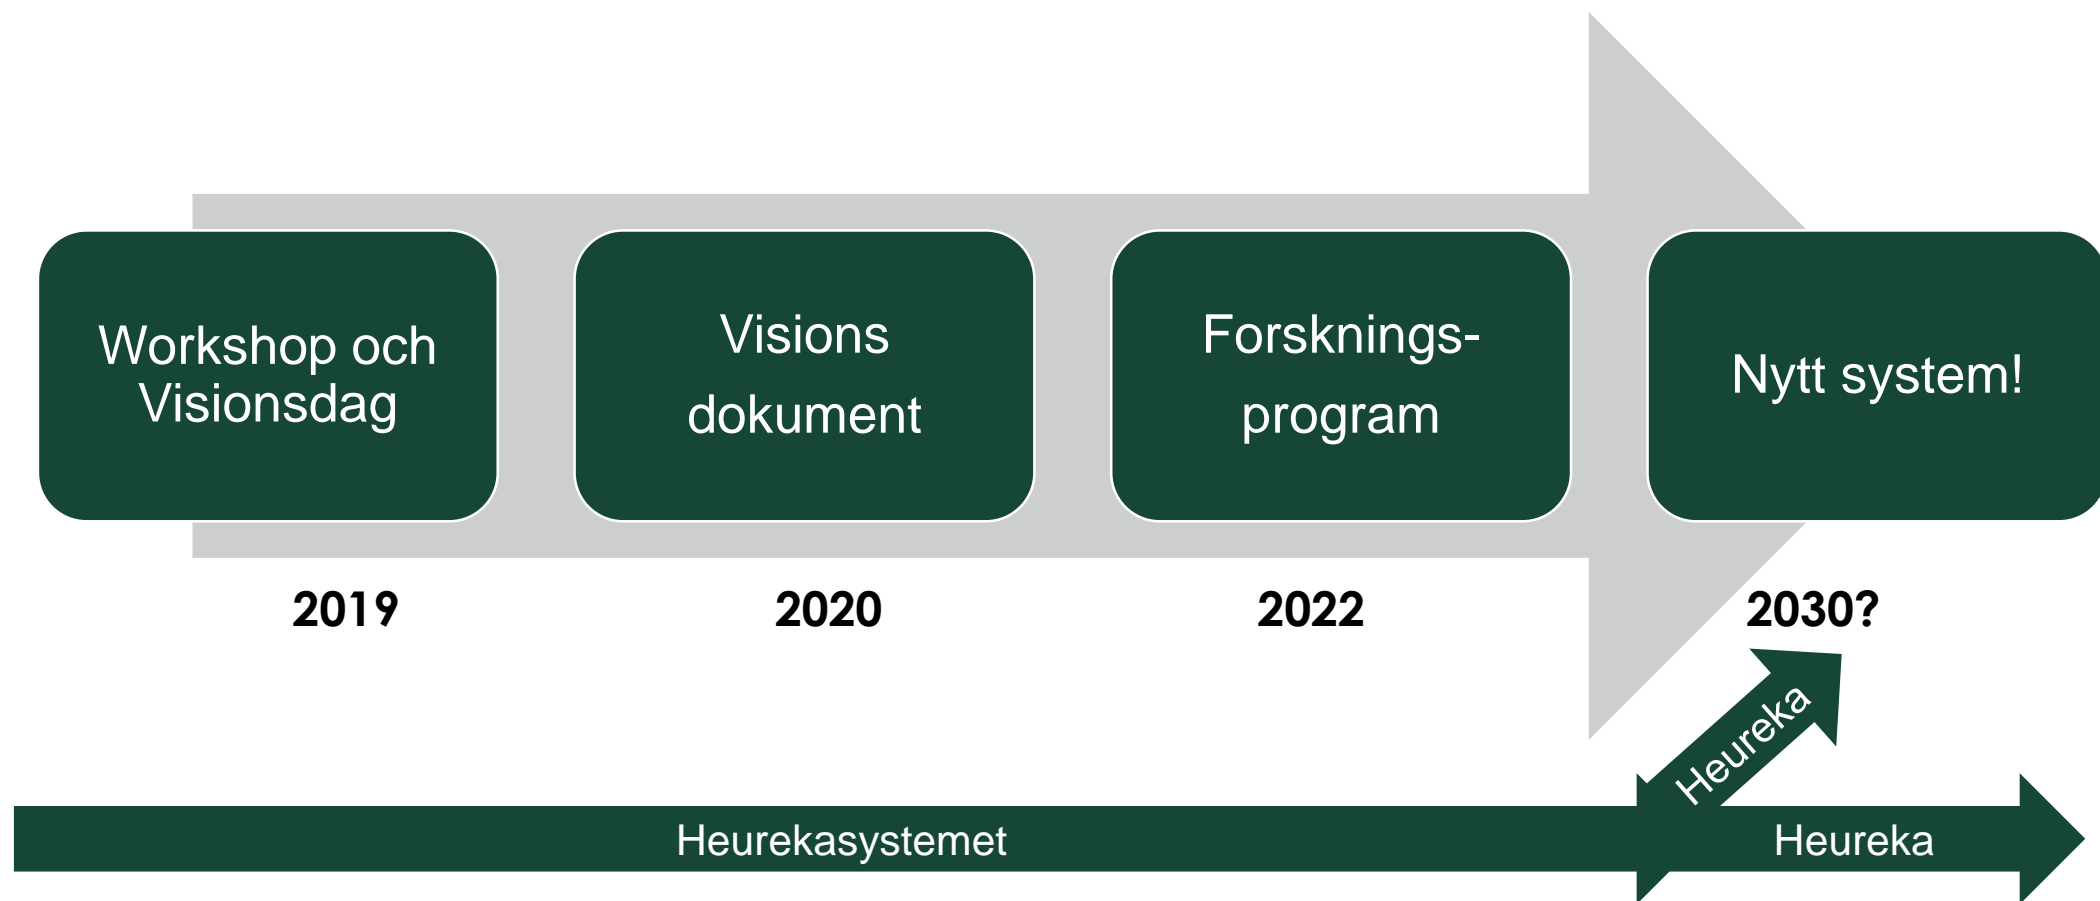 Workshop och
Visionsdag
Visions
dokument
Forsknings-
program
Nytt system!
2019
2020
2022
2030?
Heureka
Heurekasystemet
Heureka